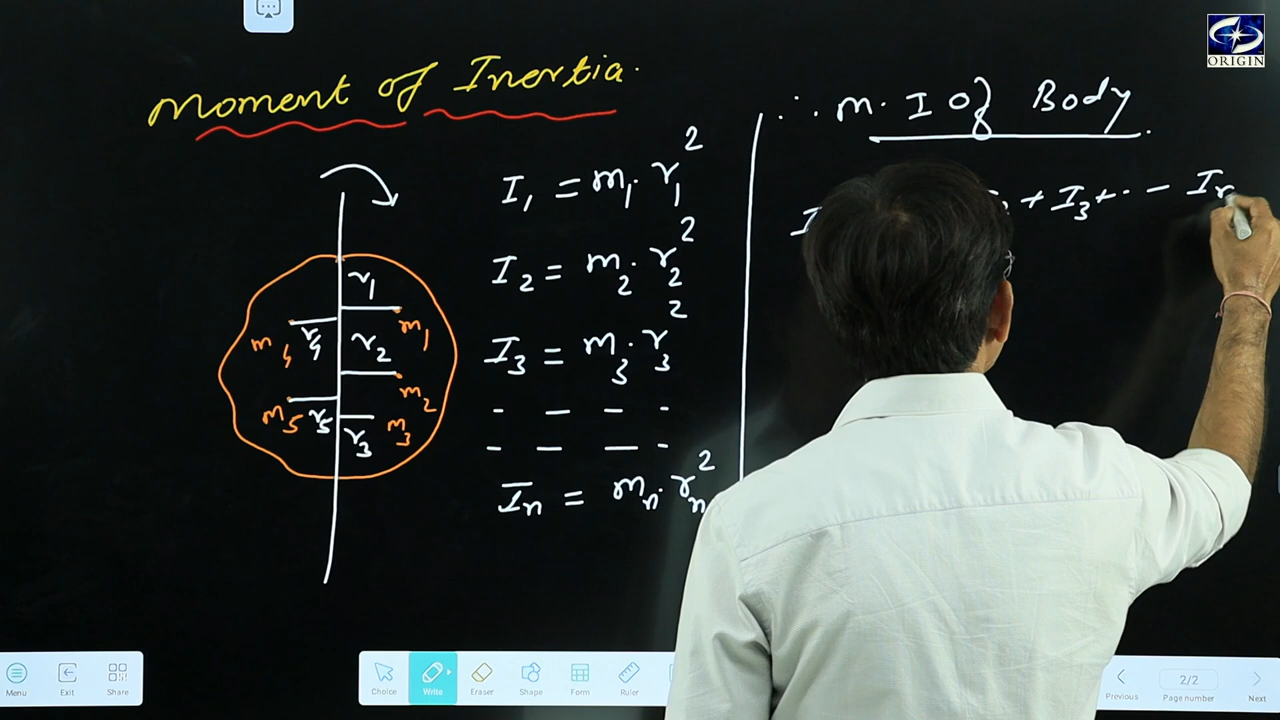 Moment of Inertia.
I₁ = m₁. r₁²
I₂ = m₂. r₂²
I₃ = m₃. r₃²
- - - -
- - - -
Iₙ = mₙ. rₙ²
r₁
m₁
r₂
m₂
r₃
m₃
m₄
r₄
m₅
r₅
∴ M. I Of Body.
I + I₃ + .. - I
ORIGIN
Menu
Exit
Share
Choice
Write
Eraser
Shape
Form
Ruler
Previous
2/2
Page number
Next